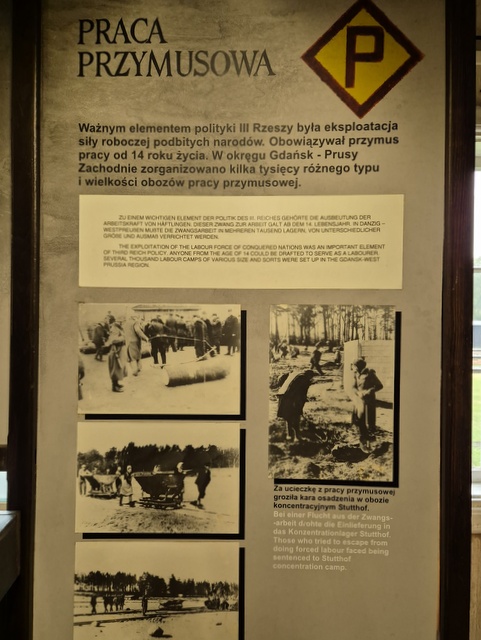 PRACA
PRZYMUSOWA
P
Ważnym elementem polityki III Rzeszy była eksploatacja
siły roboczej podbitych narodów. Obowiązywał przymus
pracy od 14 roku życia. W okręgu Gdańsk - Prusy
Zachodnie zorganizowano kilka tysięcy różnego typu
i wielkości obozów pracy przymusowej.
ZU EINEM WICHTIGEN ELEMENT DER POLITIK DES III. REICHES GEHÖRTE DIE AUSBEUTUNG DER
ARBEITSKRAFT VON HÄFTLINGEN. DIESER ZWANG ZUR ARBEIT GALT AB DEM 14. LEBENSJAHR. IN DANZIG –
WESTPREUßEN MUSTE DIE ZWANGSARBEIT IN MEHREREN TAUSEND LAGERN, VON UNTERSCHIEDLICHER
GRÖßE UND AUSMAß VERRICHTET WERDEN.
THE EXPLOITATION OF THE LABOUR FORCE OF CONQUERED NATIONS WAS AN IMPORTANT ELEMENT
OF THIRD REICH POLICY. ANYONE FROM THE AGE OF 14 COULD BE DRAFTED TO SERVE AS A LABOURER.
SEVERAL THOUSAND LABOUR CAMPS OF VARIOUS SIZE AND SORTS WERE SET UP IN THE GDANSK-WEST
PRUSSIA REGION.
Za ucieczkę z pracy przymusowej
groziła kara osadzenia w obozie
koncentracyjnym Stutthof.
Bei einer Flucht aus der Zwangs-
-arbeit drohte die Einlieferung in
das Konzentrationlager Stutthof.
Those who tried to escape from
doing forced labour faced being
sentenced to Stutthof
concentration camp.